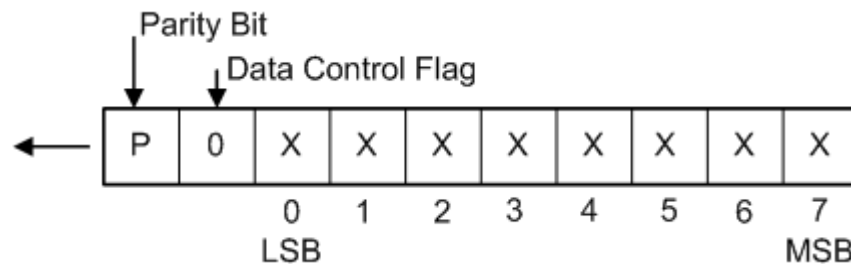 Parity Bit
Data Control Flag
P 0 X X X X X X X X
0 1 2 3 4 5 6 7
LSB MSB